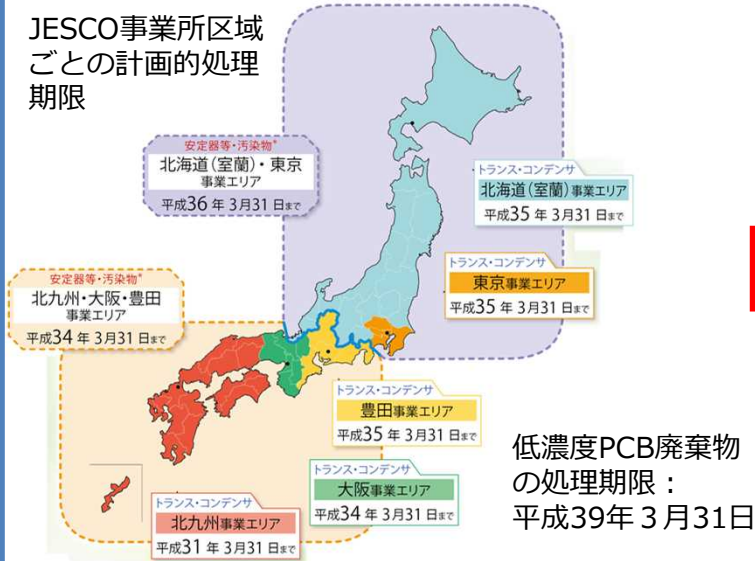 JESCO事業所区域
ごとの計画的処理
期限
安定器等・汚染物*
北海道(室蘭)・東京
事業エリア
平成36年3月31日まで
トランス・コンデンサ
北海道(室蘭)事業エリア
平成35年3月31日まで
トランス・コンデンサ
東京事業エリア
平成35年3月31日まで
安定器等・汚染物*
北九州・大阪・豊田
事業エリア
平成34年3月31日まで
トランス・コンデンサ
豊田事業エリア
平成35年3月31日まで
トランス・コンデンサ
大阪事業エリア
平成34年3月31日まで
トランス・コンデンサ
北九州事業エリア
平成31年3月31日まで
低濃度PCB廃棄物
の処理期限：
平成39年３月31日